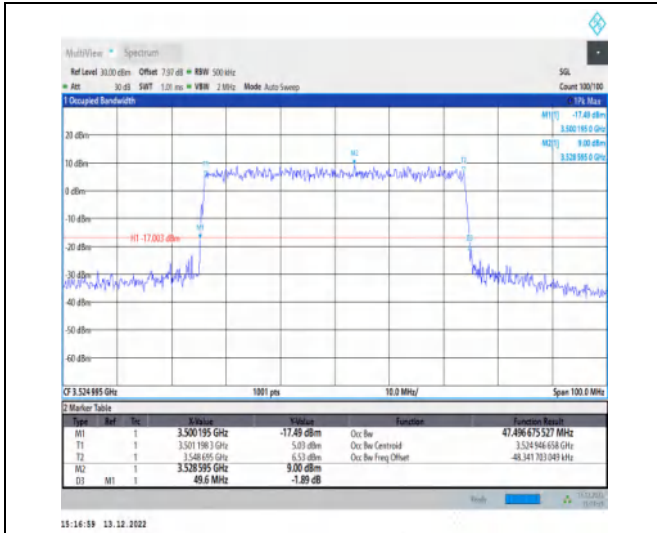 MultiView Spectrum
Ref Level 30.00 dBm Offset 7.97 dB RBW 500 kHz SGL
Att 30 dB SWT 1.01 ms VBW 2 MHz Mode Auto Sweep Count 100/100
1 Occupied Bandwidth 1Pk Max
M1[1] -17.49 dBm
3.500195 0 GHz
M2[1] 9.00 dBm
3.528595 0 GHz
20 dBm
M2
10 dBm
T1 T2
0 dBm
-10 dBm
M1
H1 -17.003 dBm
D3
-20 dBm
-30 dBm
-40 dBm
-50 dBm
-60 dBm
CF 3.524 995 GHz 1001 pts 10.0 MHz/ Span 100.0 MHz
2 Marker Table
Type Ref Trc X-Value Y-Value Function Function Result
M1 1 3.500195 GHz -17.49 dBm Occ Bw 47.496 675 527 MHz
T1 1 3.501 198 3 GHz 5.03 dBm Occ Bw Centroid 3.524 946 658 GHz
T2 1 3.548 695 GHz 6.53 dBm Occ Bw Freq Offset -48.341 703 049 kHz
M2 1 3.528595 GHz 9.00 dBm
D3 M1 1 49.6 MHz -1.89 dB
Ready
15:16:59 13.12.2022